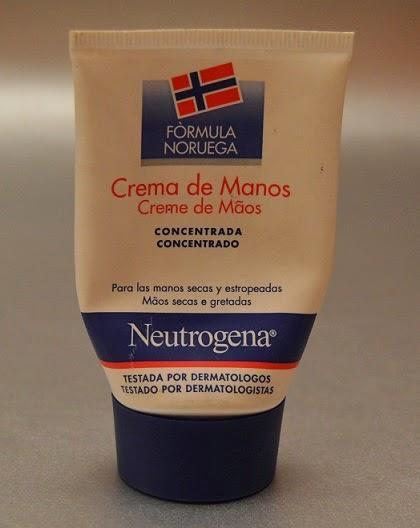 FÒRMULA
NORUEGA
Crema de Manos
Creme de Mãos
CONCENTRADA
CONCENTRADO
Para las manos secas y estropeadas
Mãos secas e gretadas
Neutrogena®
TESTADA POR DERMATOLOGOS
TESTADO POR DERMATOLOGISTAS